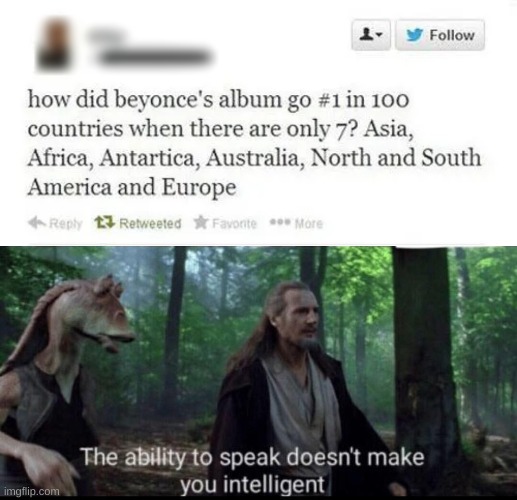 Follow
how did beyonce's album go #1 in 100
countries when there are only 7? Asia,
Africa, Antartica, Australia, North and South
America and Europe
Reply Retweeted Favorite More
The ability to speak doesn't make
you intelligent
imgflip.com